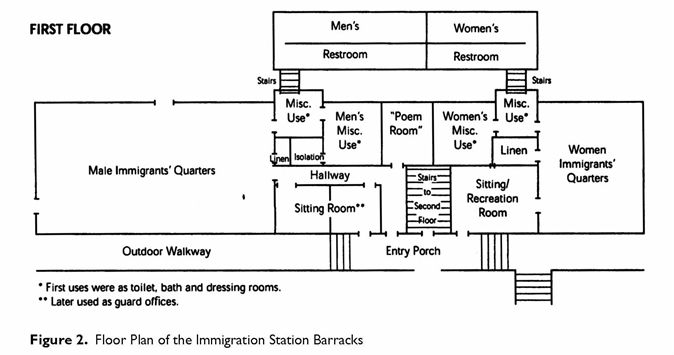 FIRST FLOOR
Men's
Women's
Restroom
Restroom
Stairs
Stairs
Misc.
Use*
Men's
Misc.
Use*
"Poem
Room"
Women's
Misc.
Use*
Misc.
Use*
Linen
Isolation
Linen
Women
Immigrants'
Quarters
Male Immigrants' Quarters
Hallway
Sitting Room**
Stairs
to
Second
Floor
Sitting/
Recreation
Room
Outdoor Walkway
Entry Porch
* First uses were as toilet, bath and dressing rooms.
** Later used as guard offices.
Figure 2. Floor Plan of the Immigration Station Barracks